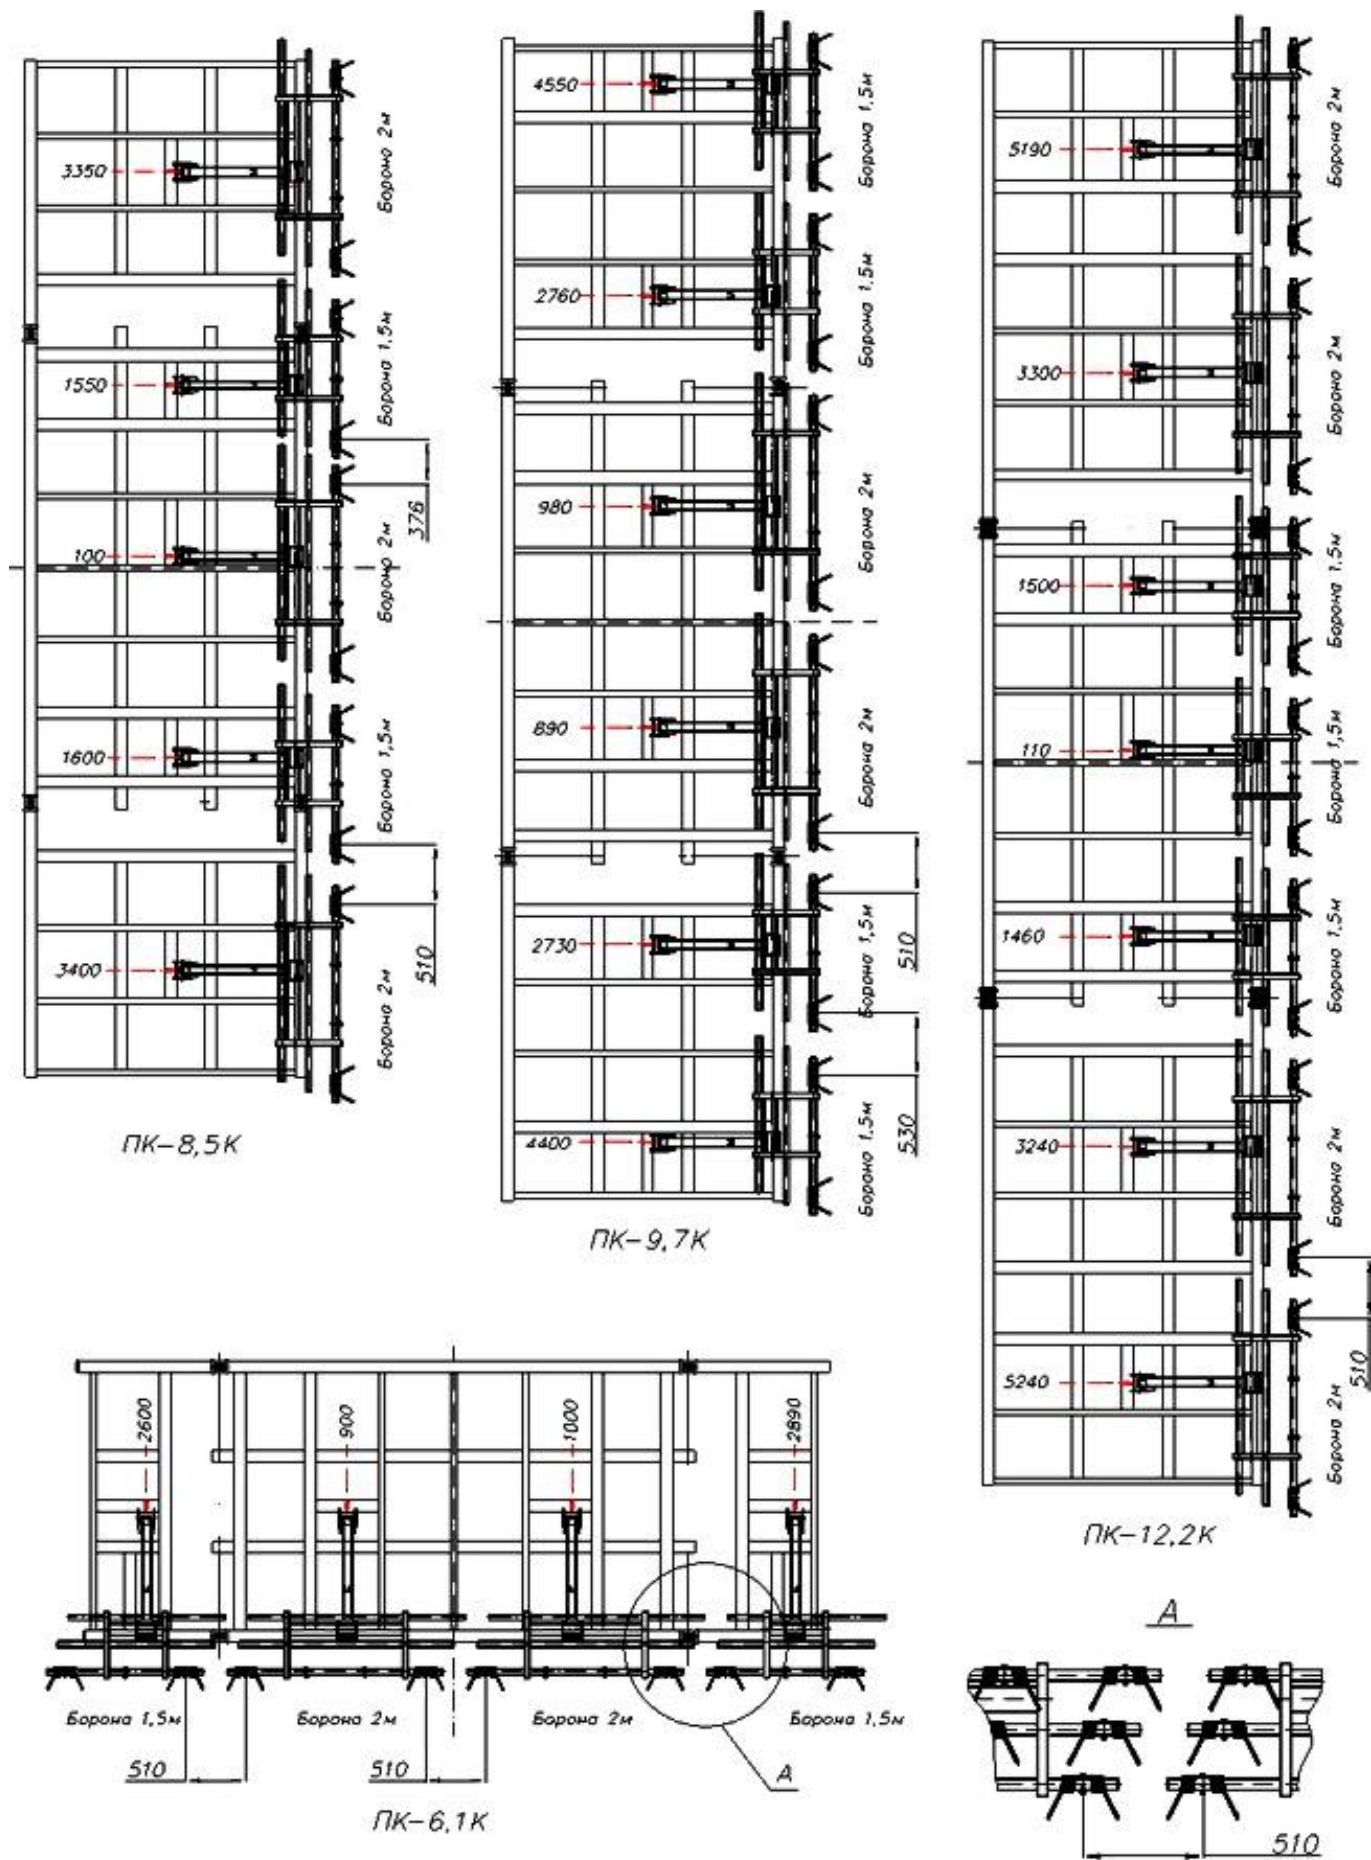 3350
1550
100
1600
3400
Борона 2м
Борона 1,5м
Борона 2м
Борона 1,5м
Борона 2м
376
510
ПК-8,5К
4550
2760
980
890
2730
4400
Борона 1,5м
Борона 1,5м
Борона 2м
Борона 2м
Борона 1,5м
Борона 1,5м
510
530
ПК-9,7К
5190
3300
1500
110
1460
3240
5240
Борона 2м
Борона 2м
Борона 1,5м
Борона 1,5м
Борона 1,5м
Борона 2м
Борона 2м
510
ПК-12,2К
2600
900
1000
2890
Борона 1,5м
Борона 2м
Борона 2м
Борона 1,5м
510
510
А
ПК-6,1К
А
510